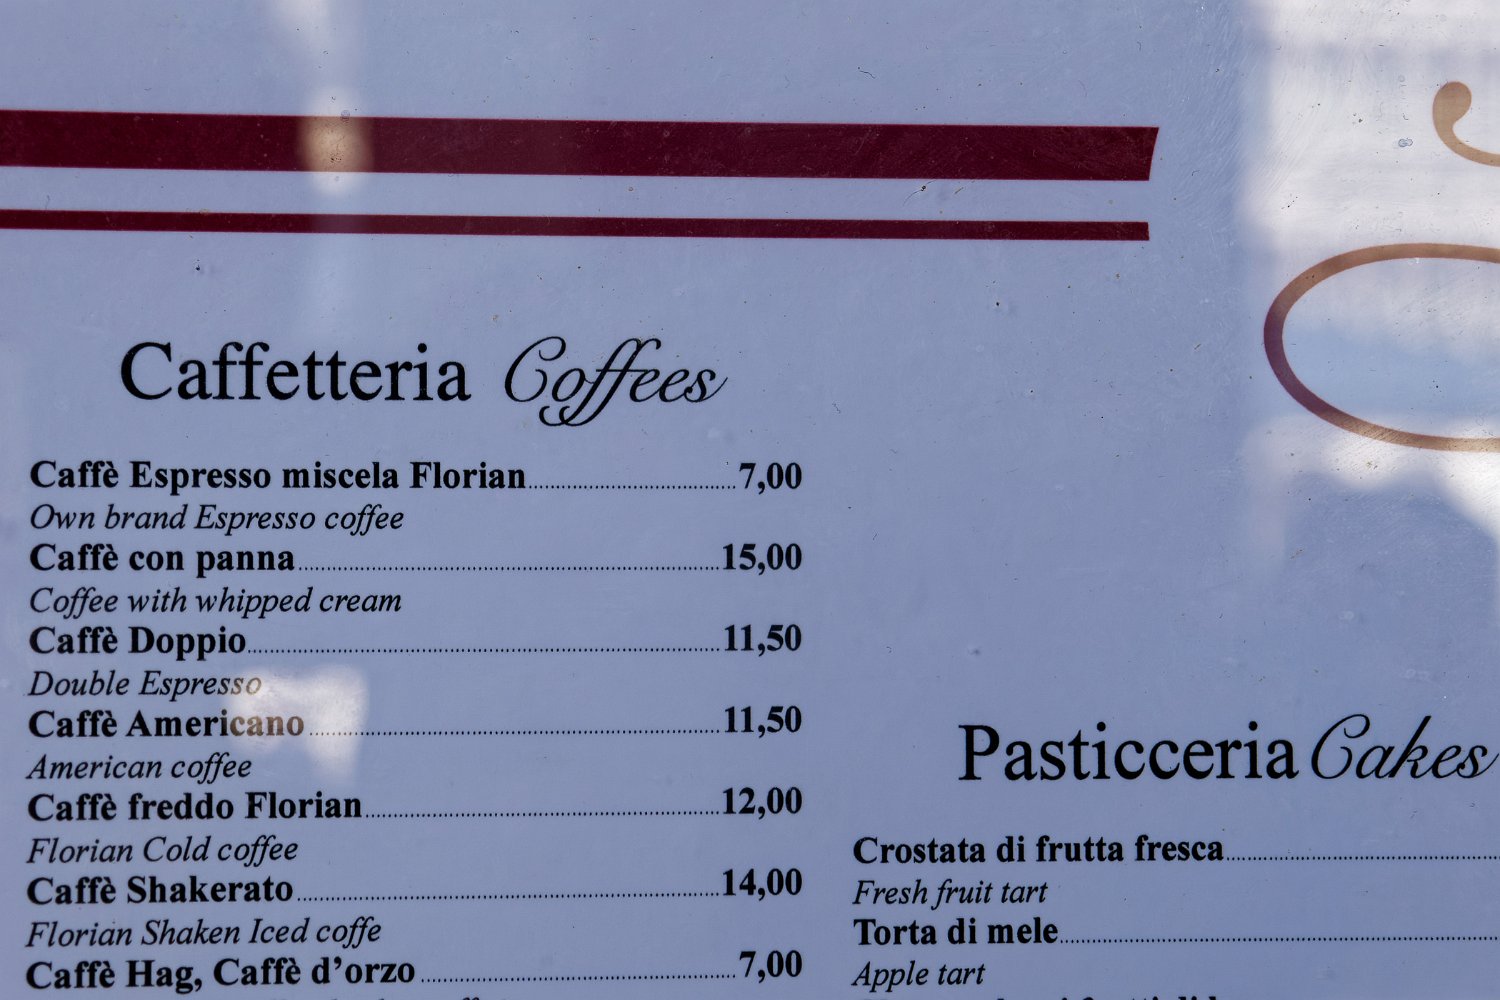 Caffetteria Coffees
Caffè Espresso miscela Florian 7,00
Own brand Espresso coffee
Caffè con panna 15,00
Coffee with whipped cream
Caffè Doppio 11,50
Double Espresso
Caffè Americano 11,50
American coffee
Caffè freddo Florian 12,00
Florian Cold coffee
Caffè Shakerato 14,00
Florian Shaken Iced coffe
Caffè Hag, Caffè d’orzo 7,00
Pasticceria Cakes
Crostata di frutta fresca
Fresh fruit tart
Torta di mele
Apple tart